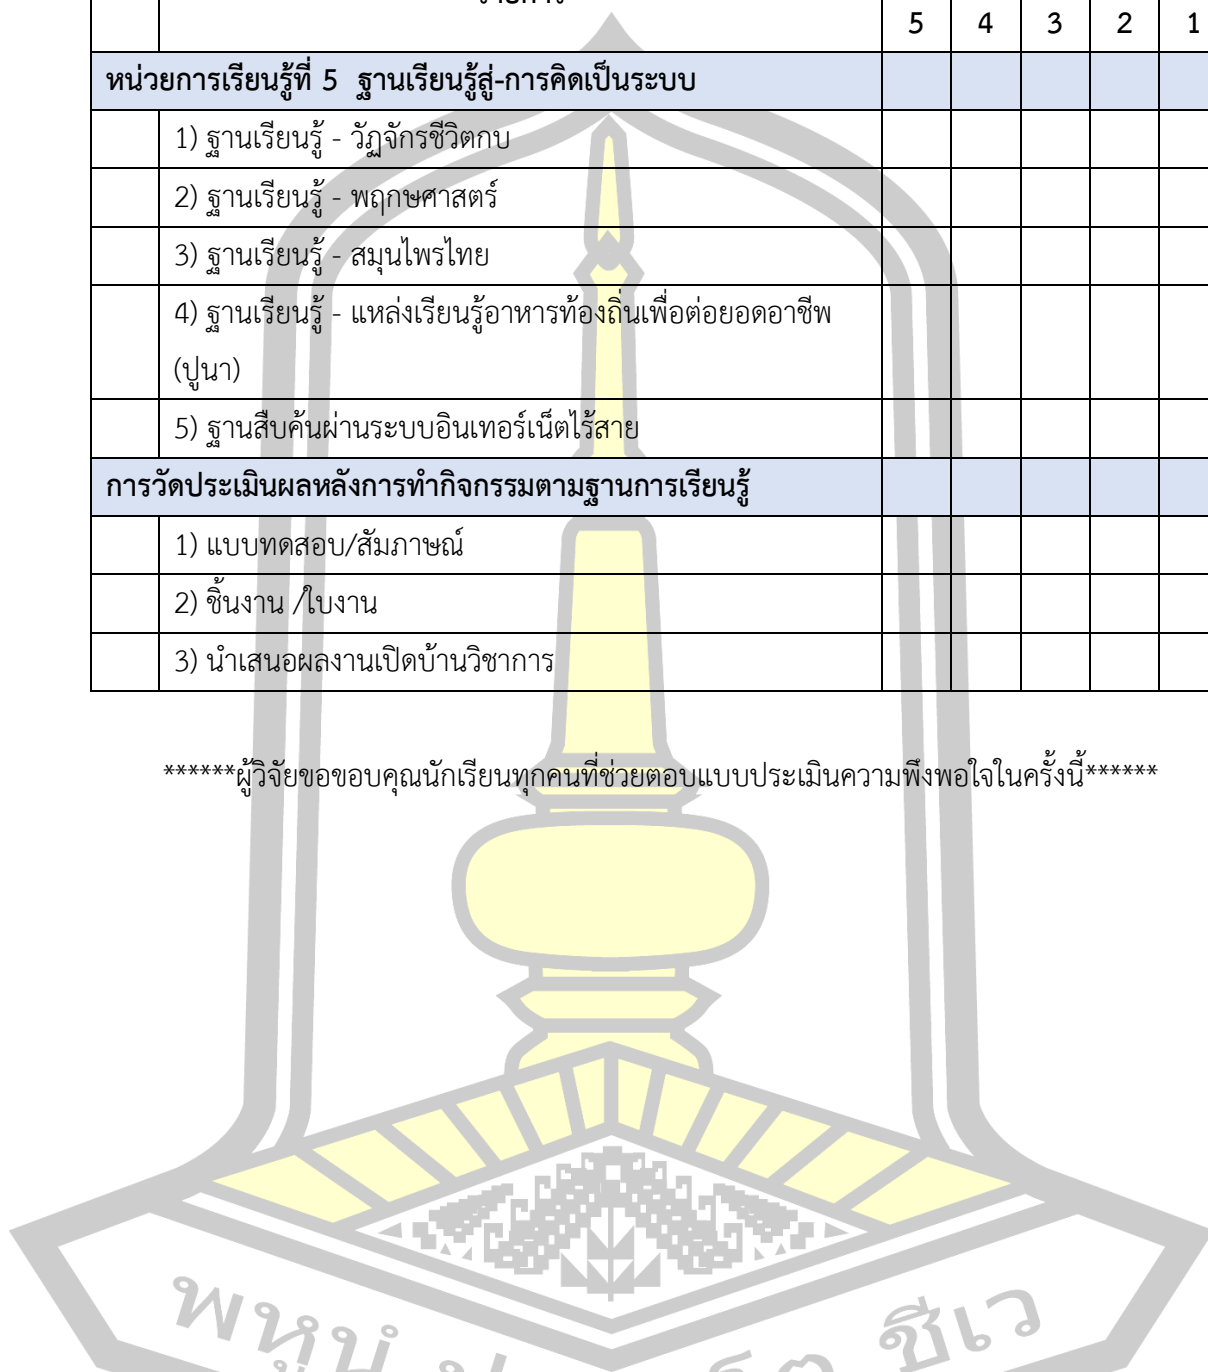 รายการ
5 4 3 2 1
หน่วยการเรียนรู้ที่ 5 ฐานเรียนรู้สู่-การคิดเป็นระบบ
1) ฐานเรียนรู้ - วัฏจักรชีวิตกบ
2) ฐานเรียนรู้ - พฤกษศาสตร์
3) ฐานเรียนรู้ - สมุนไพรไทย
4) ฐานเรียนรู้ - แหล่งเรียนรู้อาหารท้องถิ่นเพื่อต่อยอดอาชีพ
(ปูนา)
5) ฐานสืบค้นผ่านระบบอินเทอร์เน็ตไร้สาย
การวัดประเมินผลหลังการทำกิจกรรมตามฐานการเรียนรู้
1) แบบทดสอบ/สัมภาษณ์
2) ชิ้นงาน /ใบงาน
3) นำเสนอผลงานเปิดบ้านวิชาการ
******ผู้วิจัยขอขอบคุณนักเรียนทุกคนที่ช่วยตอบแบบประเมินความพึงพอใจในครั้งนี้******
พหูนํ ชีเว